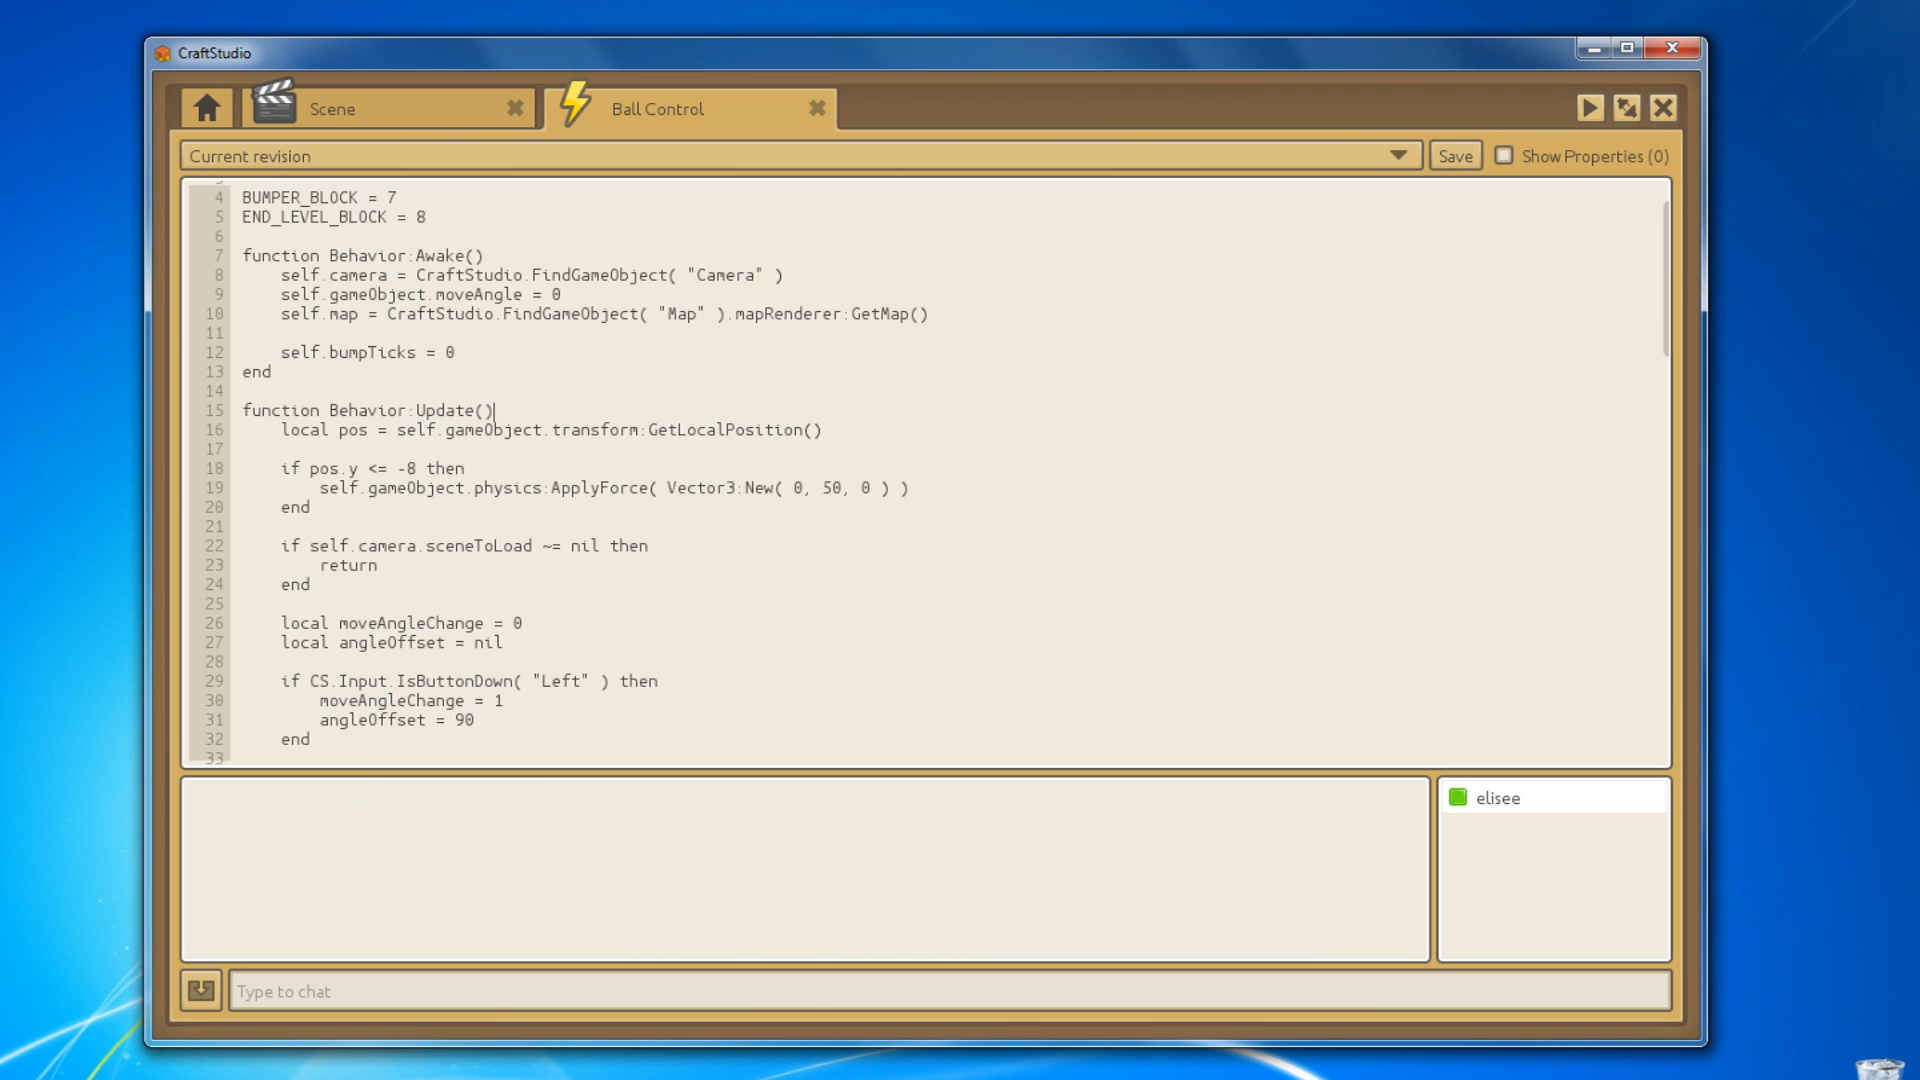 CraftStudio
Scene
Ball Control
Current revision
Save
Show Properties (0)
4 BUMPER_BLOCK = 7
5 END_LEVEL_BLOCK = 8
6
7 function Behavior:Awake()
8     self.camera = CraftStudio.FindGameObject( "Camera" )
9     self.gameObject.moveAngle = 0
10     self.map = CraftStudio.FindGameObject( "Map" ).mapRenderer:GetMap()
11
12     self.bumpTicks = 0
13 end
14
15 function Behavior:Update()
16     local pos = self.gameObject.transform:GetLocalPosition()
17
18     if pos.y <= -8 then
19         self.gameObject.physics:ApplyForce( Vector3:New( 0, 50, 0 ) )
20     end
21
22     if self.camera.sceneToLoad ~= nil then
23         return
24     end
25
26     local moveAngleChange = 0
27     local angleOffset = nil
28
29     if CS.Input.IsButtonDown( "Left" ) then
30         moveAngleChange = 1
31         angleOffset = 90
32     end
33
elisee
Type to chat